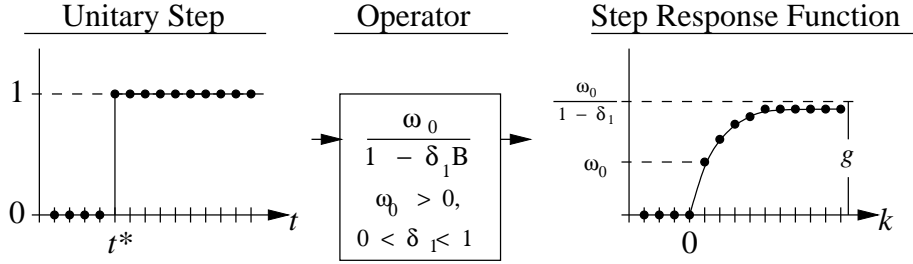 Unitary Step
Operator
Step Response Function
1
0
t*
t
ω₀
1 - δ₁B
ω₀ > 0,
0 < δ₁ < 1
ω₀
1 - δ₁
ω₀
g
0
k